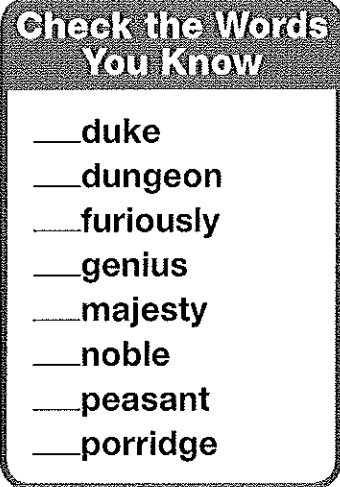 Check the Words
You Know
___duke
___dungeon
___furiously
___genius
___majesty
___noble
___peasant
___porridge